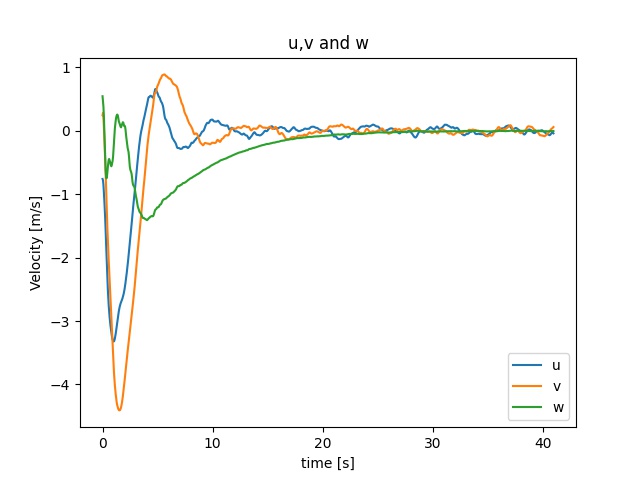 u,v and w
1
0
−1
−2
−3
−4
Velocity [m/s]
0 10 20 30 40
time [s]
u
v
w